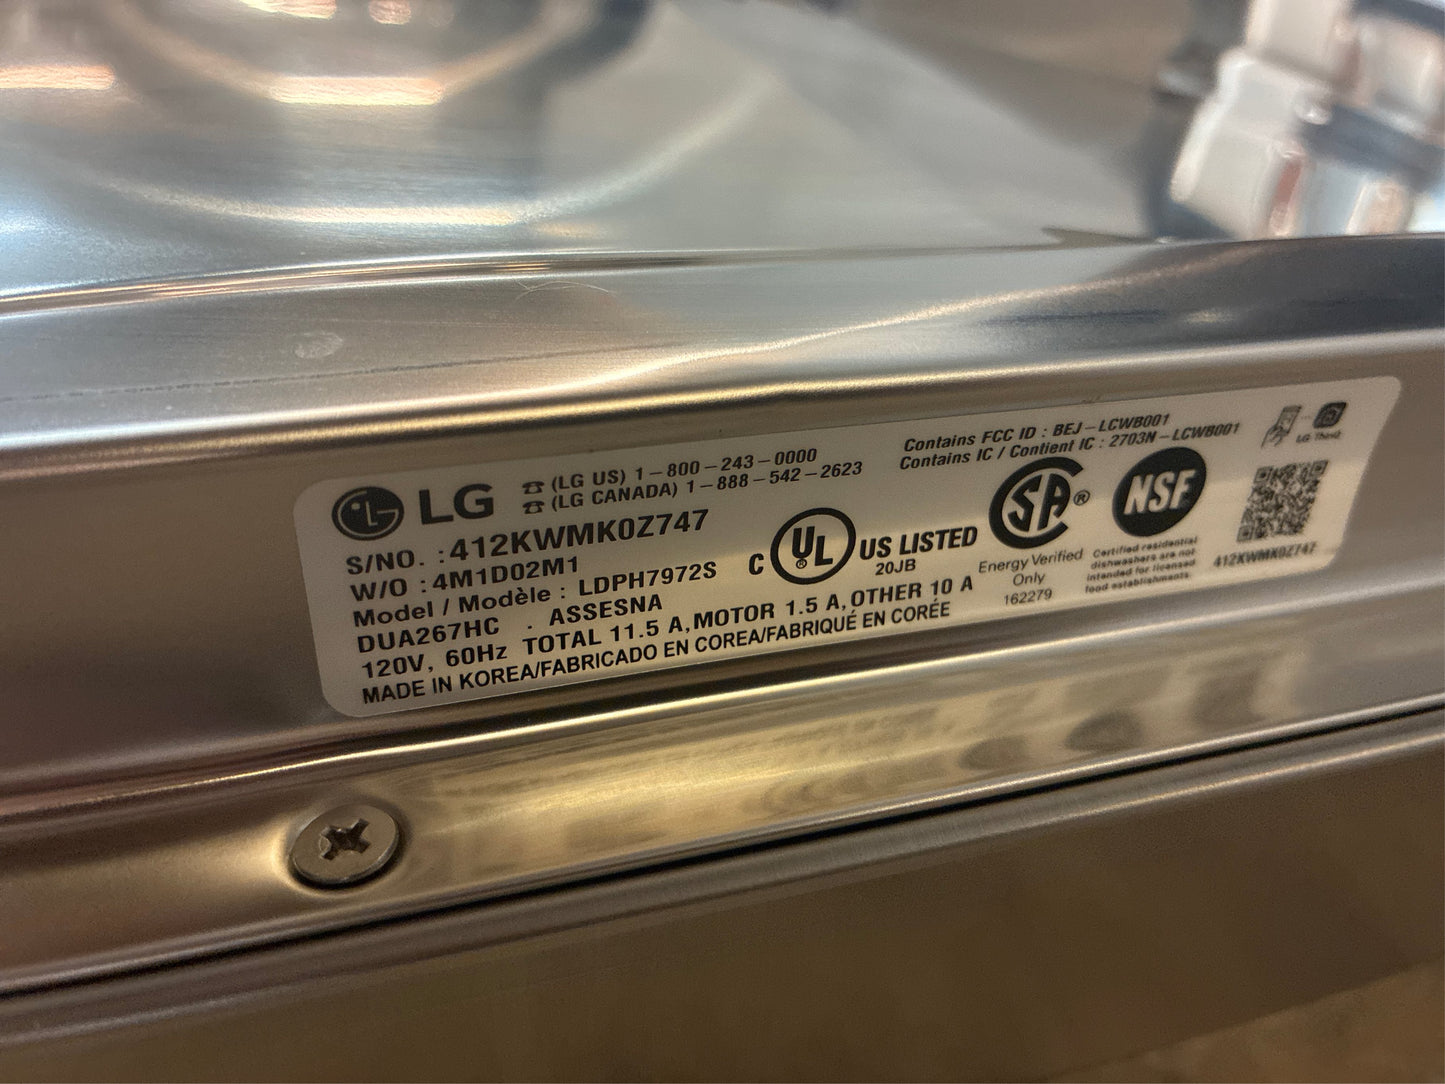 LG
☎ (LG US) 1-800-243-0000
☎ (LG CANADA) 1-888-542-2623
S/NO. :412KWMK0Z747
W/O :4M1D02M1
Model / Modèle : LDPH7972S
DUA267HC . ASSESNA
120V, 60Hz TOTAL 11.5 A, MOTOR 1.5 A, OTHER 10 A
MADE IN KOREA/FABRICADO EN COREA/FABRIQUÉ EN CORÉE
C UL® US LISTED
20JB
Contains FCC ID : BEJ-LCWB001
Contains IC / Contient IC : 2703N-LCWB001
SA®
Energy Verified
Only
162279
NSF
Certified residential
dishwashers are not
intended for licensed
food establishments.
LG ThinQ
412KWMK0Z747